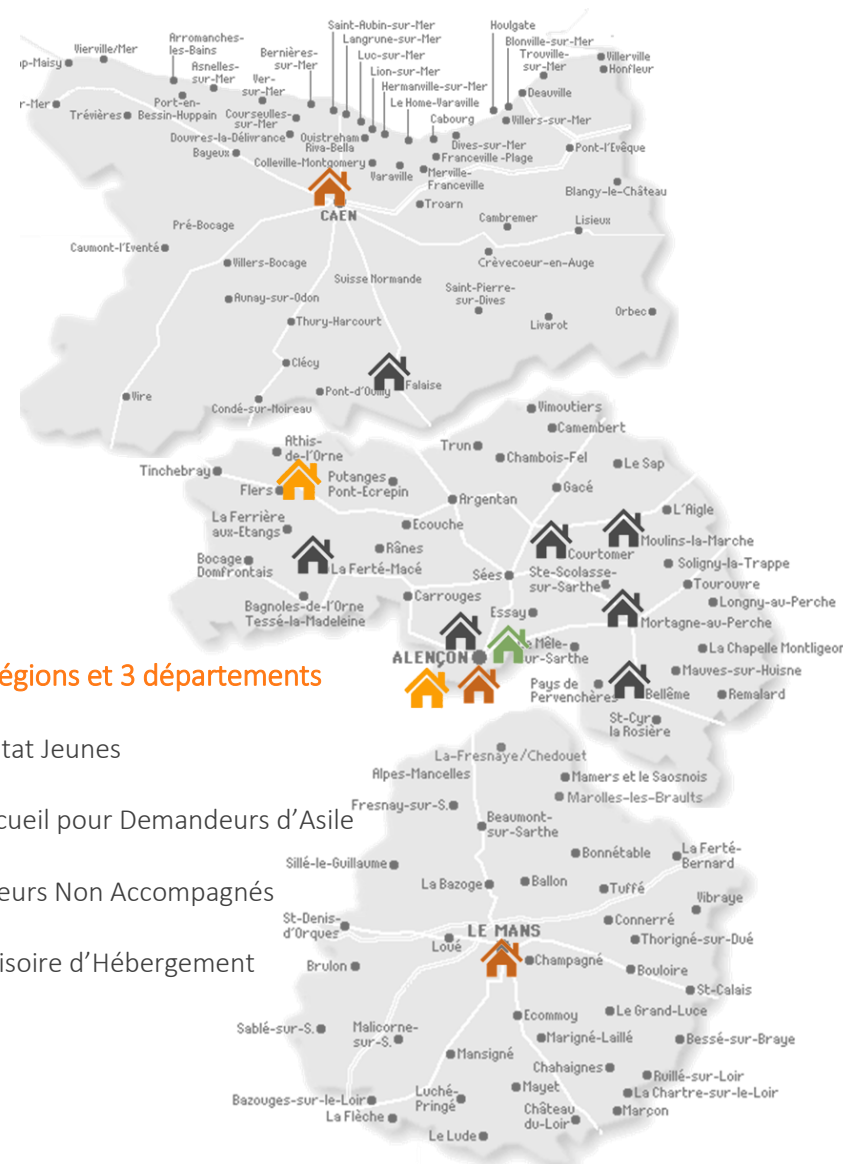 Saint-Aubin-sur-Mer
Langrune-sur-Mer
Luc-sur-Mer
Lion-sur-Mer
Hermanville-sur-Mer
Le Home-Varaville
Cabourg
Houlgate
Blonville-sur-Mer
Trouville-
sur-Mer
Villerville
Honfleur
Deauville
Villers-sur-Mer
Arromanches-
les-Bains
Vierville/Mer
Asnelles-
sur-Mer
Bernières-
sur-Mer
Ver-
sur-Mer
p-Maisy
r-Mer
Trévières
Port-en-
Bessin-Huppain
Courseulles-
sur-Mer
Douvres-la-Délivrance
Ouistreham
Riva-Bella
Bayeux
Colleville-Montgomery
Varaville
Merville-
Franceville
Dives-sur-Mer
Franceville-Plage
Pont-l'Evêque
Blangy-le-Château
CAEN
Troarn
Cambremer
Lisieux
Pré-Bocage
Caumont-l'Eventé
Villers-Bocage
Suisse Normande
Crèvecoeur-en-Auge
Aunay-sur-Odon
Saint-Pierre-
sur-Dives
Thury-Harcourt
Livarot
Orbec
Clécy
Falaise
Vire
Pont-d'Ouilly
Condé-sur-Noireau
Vimoutiers
Camembert
Athis-
de-l'Orne
Trun
Chambois-Fel
Le Sap
Tinchebray
Flers
Putanges
Pont-Ecrepin
Gacé
Argentan
L'Aigle
La Ferrière
aux-Etangs
Ecouche
Moulins-la-Marche
Courtomer
Rânes
Bocage
Domfrontais
La Ferté-Macé
Soligny-la-Trappe
Sées
Ste-Scolasse-
sur-Sarthe
Tourouvre
Carrouges
Longny-au-Perche
Bagnoles-de-l'Orne
Tessé-la-Madeleine
Essay
Mortagne-au-Perche
ALENÇON
e Mêle-
ur-Sarthe
La Chapelle Montligeon
Mauves-sur-Huisne
Pays de
Pervenchères
Bellême
Remalard
St-Cyr
la Rosière
égions et 3 départements
tat Jeunes
cueil pour Demandeurs d'Asile
eurs Non Accompagnés
isoire d'Hébergement
La-Fresnaye/Chedouet
Alpes-Mancelles
Mamers et le Saosnois
Marolles-les-Braults
Fresnay-sur-S.
Beaumont-
sur-Sarthe
Bonnétable
La Ferté-
Bernard
Sillé-le-Guillaume
La Bazoge
Ballon
Tuffé
Vibraye
St-Denis-
d'Orques
Connerré
LE MANS
Loué
Thorigné-sur-Dué
Brulon
Champagné
Bouloire
St-Calais
Ecommoy
Le Grand-Luce
Sablé-sur-S.
Malicorne-
sur-S.
Marigné-Laillé
Bessé-sur-Braye
Mansigné
Chahaignes
Ruillé-sur-Loir
Mayet
La Chartre-sur-le-Loir
Bazouges-sur-le-Loir
Luché-
Pringé
Marçon
La Flèche
Château
du-Loir
Le Lude